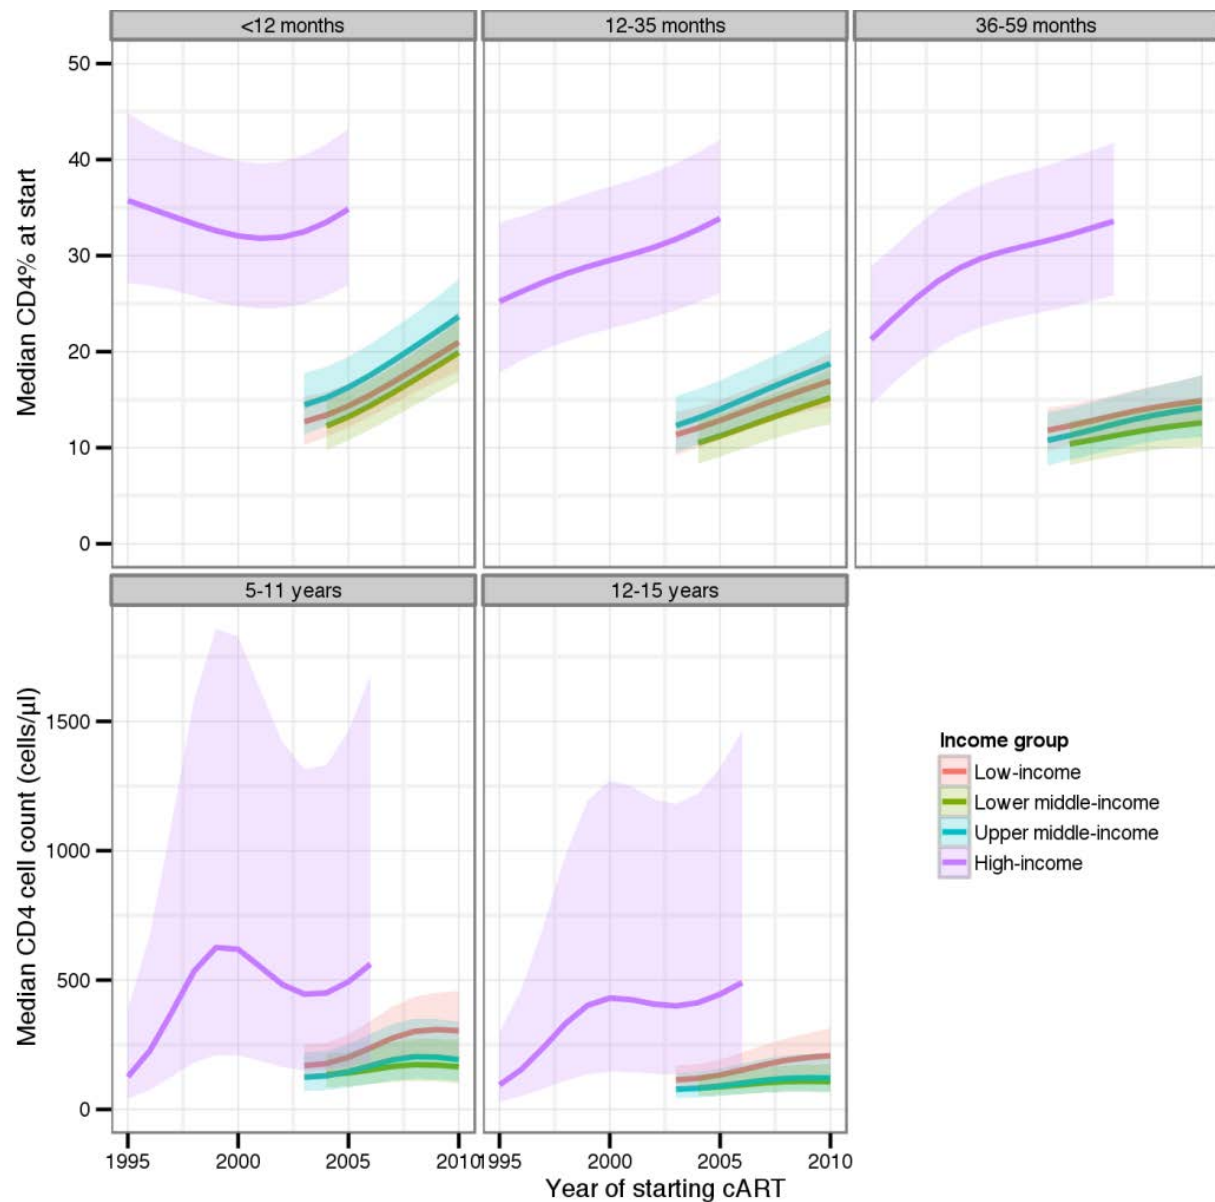 <12 months
12-35 months
36-59 months
Median CD4% at start
50
40
30
20
10
0
5-11 years
12-15 years
Median CD4 cell count (cells/µl)
1500
1000
500
0
Income group
Low-income
Lower middle-income
Upper middle-income
High-income
1995
2000
2005
2010
1995
2000
2005
2010
Year of starting cART